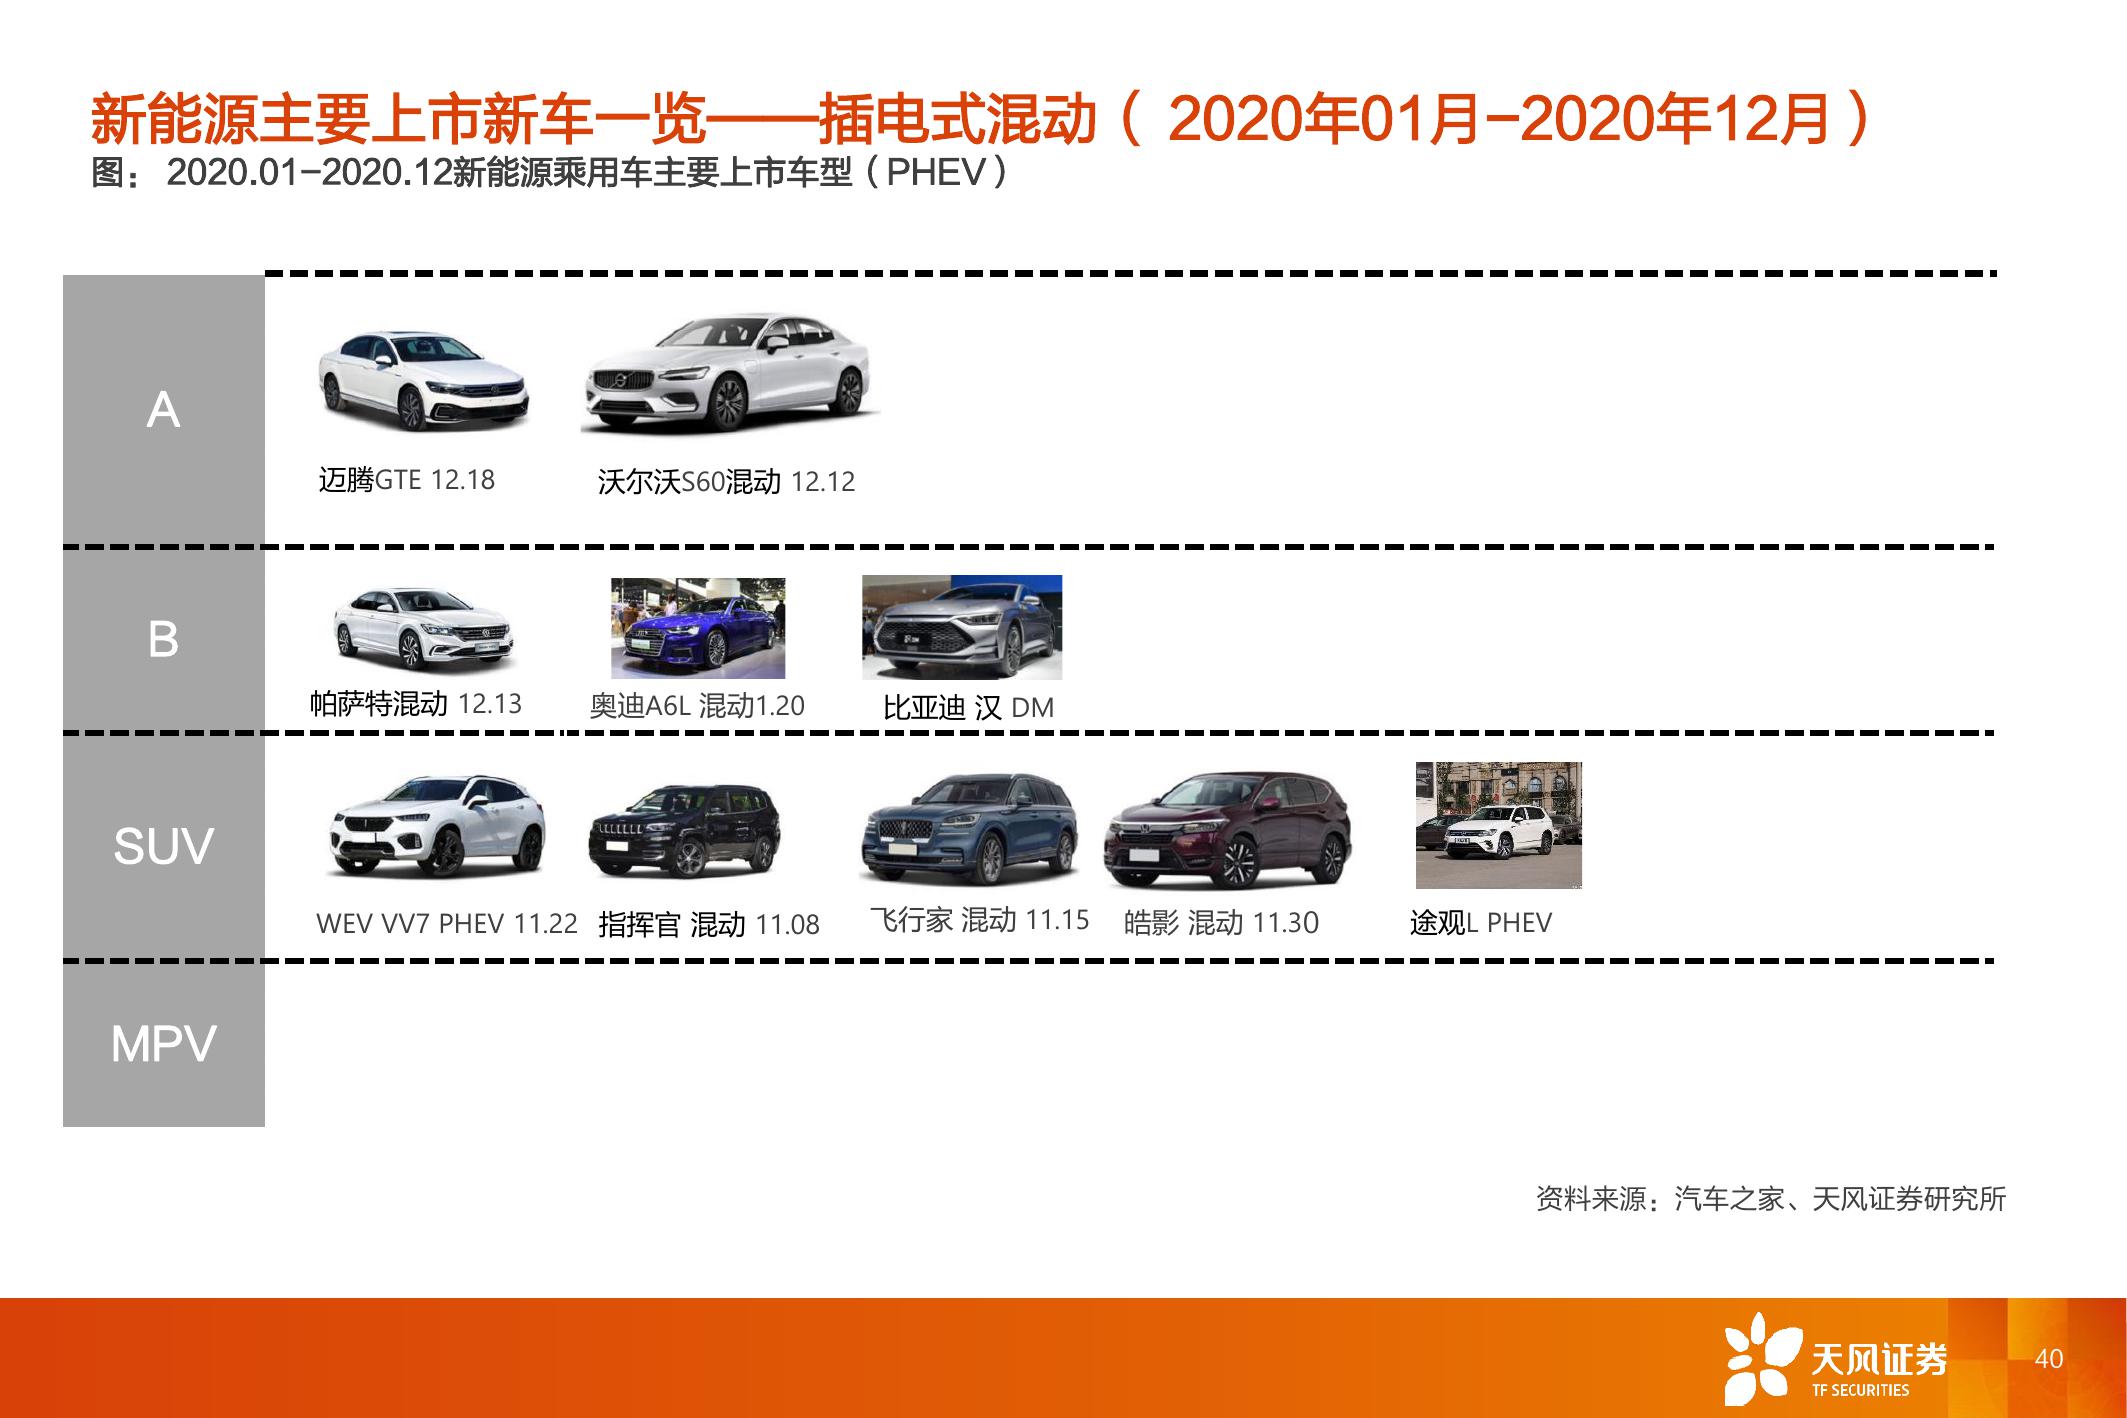 新能源主要上市新车一览——插电式混动（ 2020年01月-2020年12月）
图： 2020.01-2020.12新能源乘用车主要上市车型（PHEV）
A
迈腾GTE 12.18
沃尔沃S60混动 12.12
B
帕萨特混动 12.13
奥迪A6L 混动1.20
比亚迪 汉 DM
SUV
WEV VV7 PHEV 11.22
指挥官 混动 11.08
飞行家 混动 11.15
皓影 混动 11.30
途观L PHEV
MPV
资料来源：汽车之家、天风证券研究所
天风证券
TF SECURITIES
40